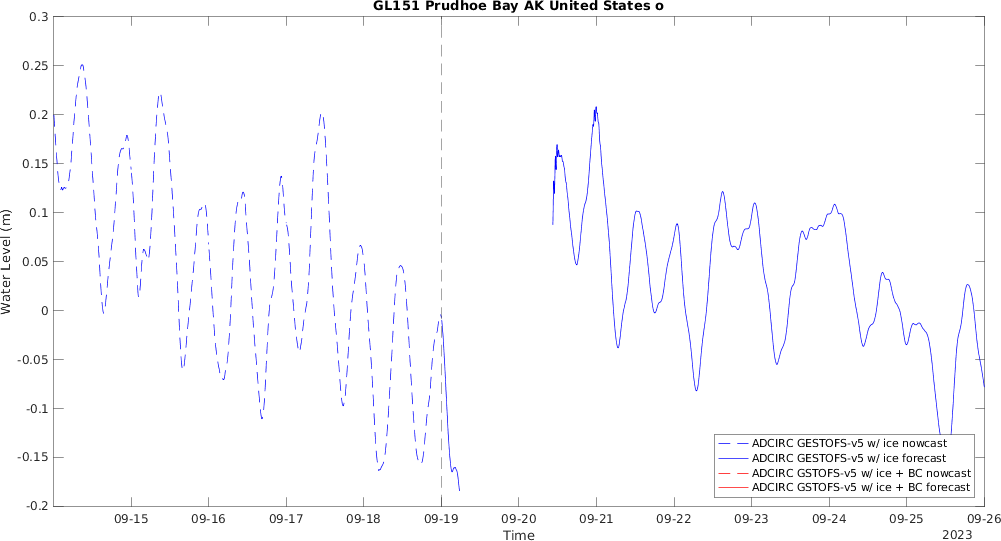 GL151 Prudhoe Bay AK United States o
0.3
0.25
0.2
0.15
0.1
0.05
0
-0.05
-0.1
-0.15
-0.2
Water Level (m)
ADCIRC GESTOFS-v5 w/ ice nowcast
ADCIRC GESTOFS-v5 w/ ice forecast
ADCIRC GSTOFS-v5 w/ ice + BC nowcast
ADCIRC GSTOFS-v5 w/ ice + BC forecast
09-15 09-16 09-17 09-18 09-19 09-20 09-21 09-22 09-23 09-24 09-25 09-26
Time
2023